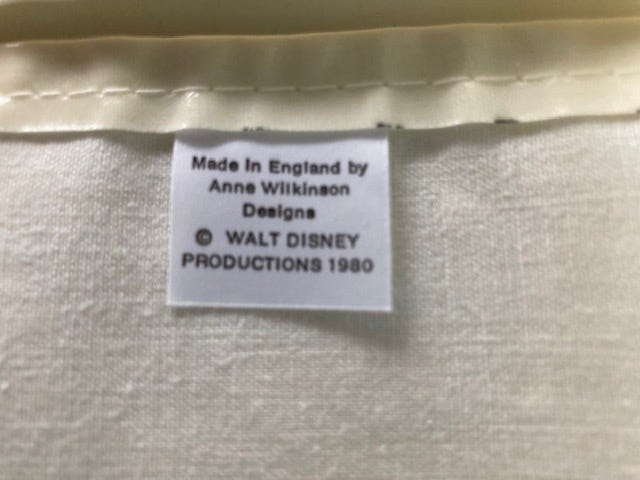 Made in England by
Anne Wilkinson
Designs
© WALT DISNEY
PRODUCTIONS 1980